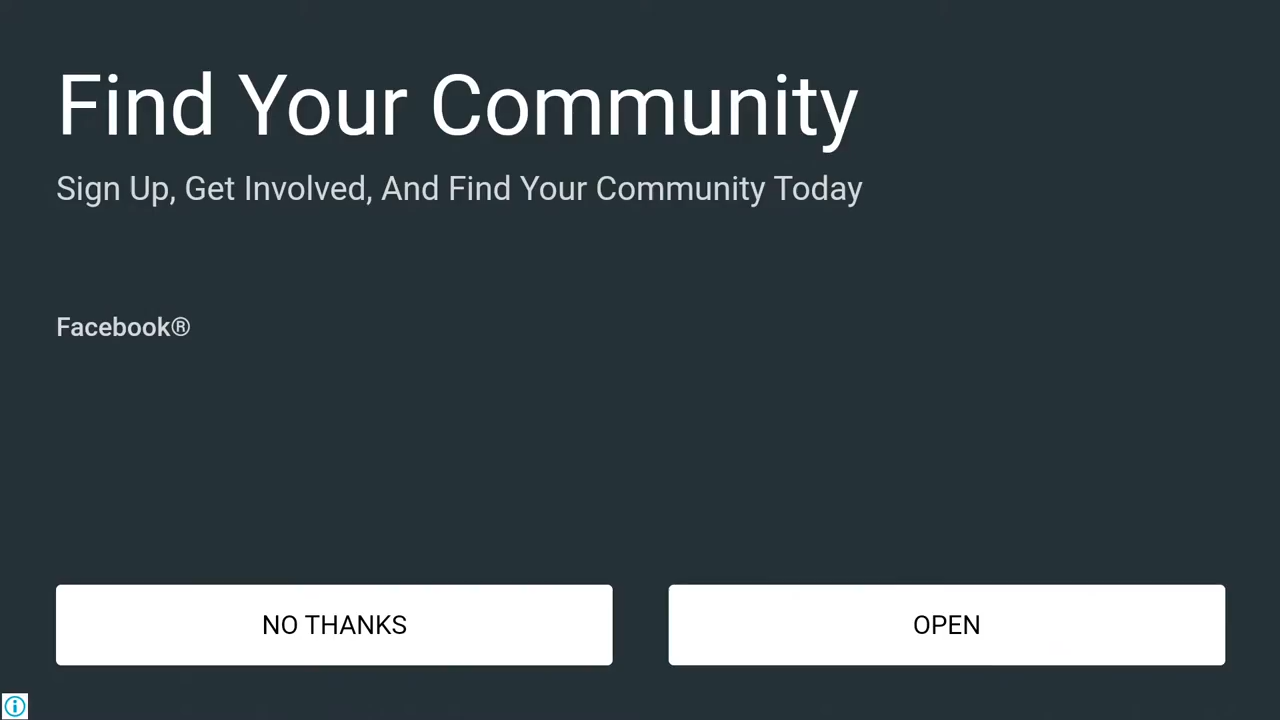 Find Your Community
Sign Up, Get Involved, And Find Your Community Today
Facebook®
NO THANKS
OPEN